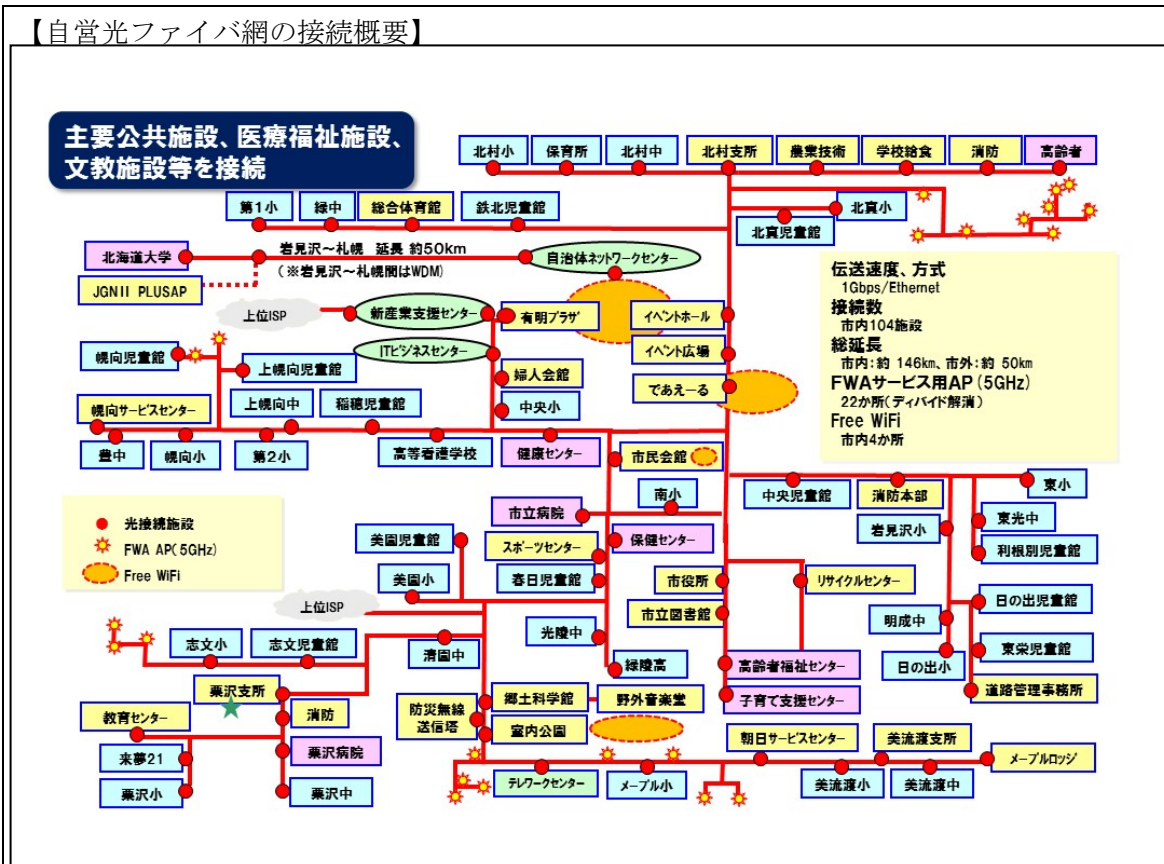 【自営光ファイバ網の接続概要】
主要公共施設、医療福祉施設、
文教施設等を接続
北村小
保育所
北村中
北村支所
農業技術
学校給食
消防
高齢者
第1小
緑中
総合体育館
鉄北児童館
北真小
北真児童館
北海道大学
岩見沢～札幌 延長 約50km
(※岩見沢～札幌間はWDM)
自治体ネットワークセンター
JGNII PLUSAP
伝送速度、方式
1Gbps/Ethernet
接続数
市内104施設
総延長
市内:約 146km、市外:約 50km
FWAサービス用AP(5GHz)
22か所(ディバイド解消)
Free WiFi
市内4か所
上位ISP
新産業支援センター
有明プラザ
イベントホール
ITビジネスセンター
イベント広場
幌向児童館
上幌向児童館
婦人会館
であえーる
幌向サービスセンター
上幌向中
稲穂児童館
中央小
豊中
幌向小
第2小
高等看護学校
健康センター
市民会館
中央児童館
消防本部
東小
南小
市立病院
岩見沢小
東光中
光接続施設
FWA AP(5GHz)
Free WiFi
美園児童館
スポーツセンター
保健センター
利根別児童館
美園小
春日児童館
市役所
リサイクルセンター
上位ISP
市立図書館
日の出児童館
明成中
志文小
志文児童館
清園中
光陵中
東栄児童館
緑陵高
高齢者福祉センター
日の出小
栗沢支所
郷土科学館
野外音楽堂
子育て支援センター
道路管理事務所
教育センター
消防
防災無線
送信塔
室内公園
朝日サービスセンター
美流渡支所
来夢21
栗沢病院
メープルロッジ
栗沢小
栗沢中
テレワークセンター
メープル小
美流渡小
美流渡中